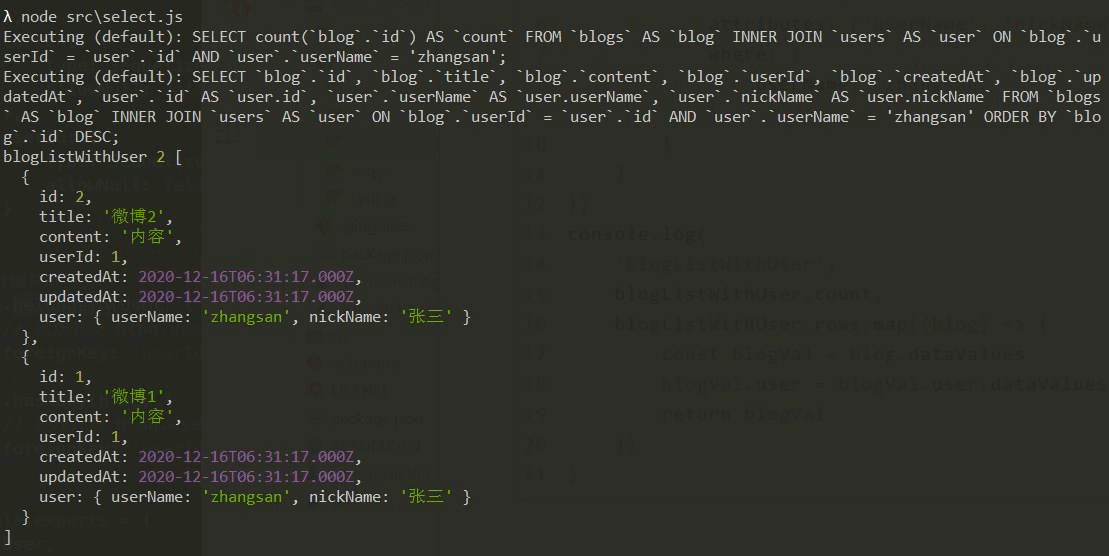 λ node src\select.js
Executing (default): SELECT count(`blog`.`id`) AS `count` FROM `blogs` AS `blog` INNER JOIN `users` AS `user` ON `blog`.`u
serId` = `user`.`id` AND `user`.`userName` = 'zhangsan';
Executing (default): SELECT `blog`.`id`, `blog`.`title`, `blog`.`content`, `blog`.`userId`, `blog`.`createdAt`, `blog`.`up
datedAt`, `user`.`id` AS `user.id`, `user`.`userName` AS `user.userName`, `user`.`nickName` AS `user.nickName` FROM `blogs
` AS `blog` INNER JOIN `users` AS `user` ON `blog`.`userId` = `user`.`id` AND `user`.`userName` = 'zhangsan' ORDER BY `blo
g`.`id` DESC;
blogListWithUser 2 [
  {
    id: 2,
    title: '微博2',
    content: '内容',
    userId: 1,
    createdAt: 2020-12-16T06:31:17.000Z,
    updatedAt: 2020-12-16T06:31:17.000Z,
    user: { userName: 'zhangsan', nickName: '张三' }
  },
  {
    id: 1,
    title: '微博1',
    content: '内容',
    userId: 1,
    createdAt: 2020-12-16T06:31:17.000Z,
    updatedAt: 2020-12-16T06:31:17.000Z,
    user: { userName: 'zhangsan', nickName: '张三' }
  }
]